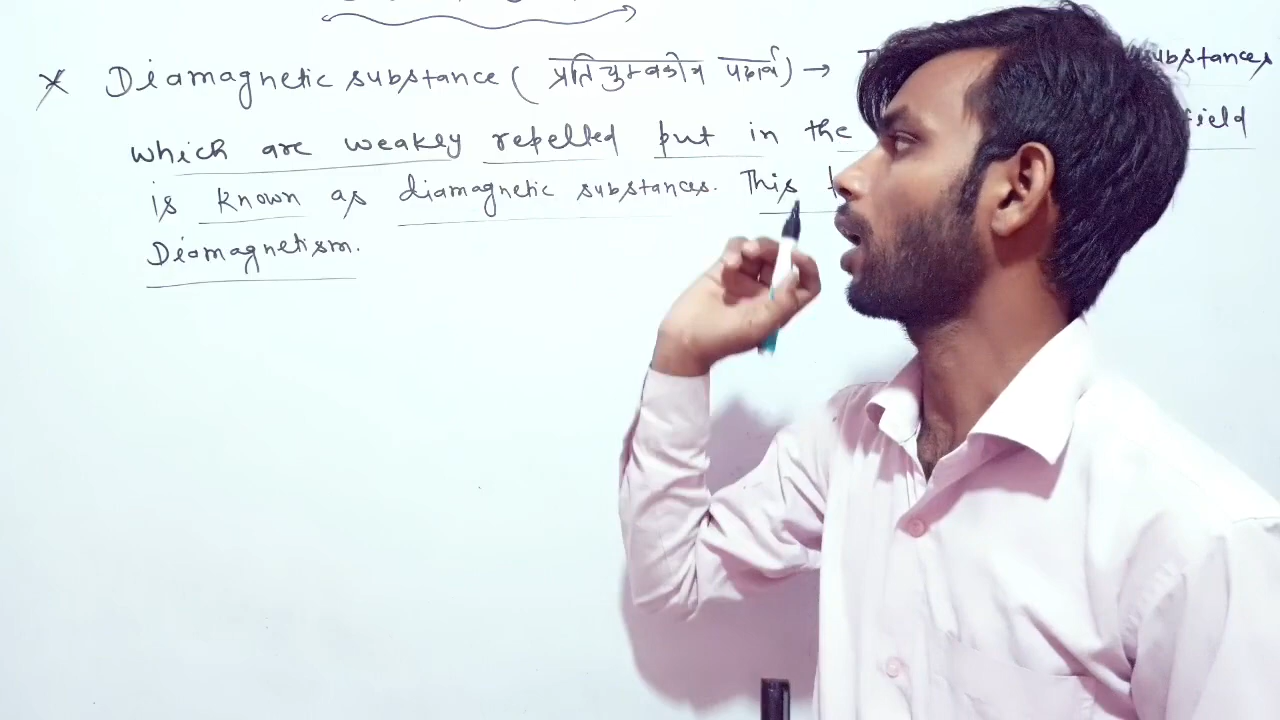 * Diamagnetic substance ( प्रतिचुम्बकीय पदार्थ ) → substances
which are weakly repelled put in the field
is known as diamagnetic substances. This
Diamagnetism.